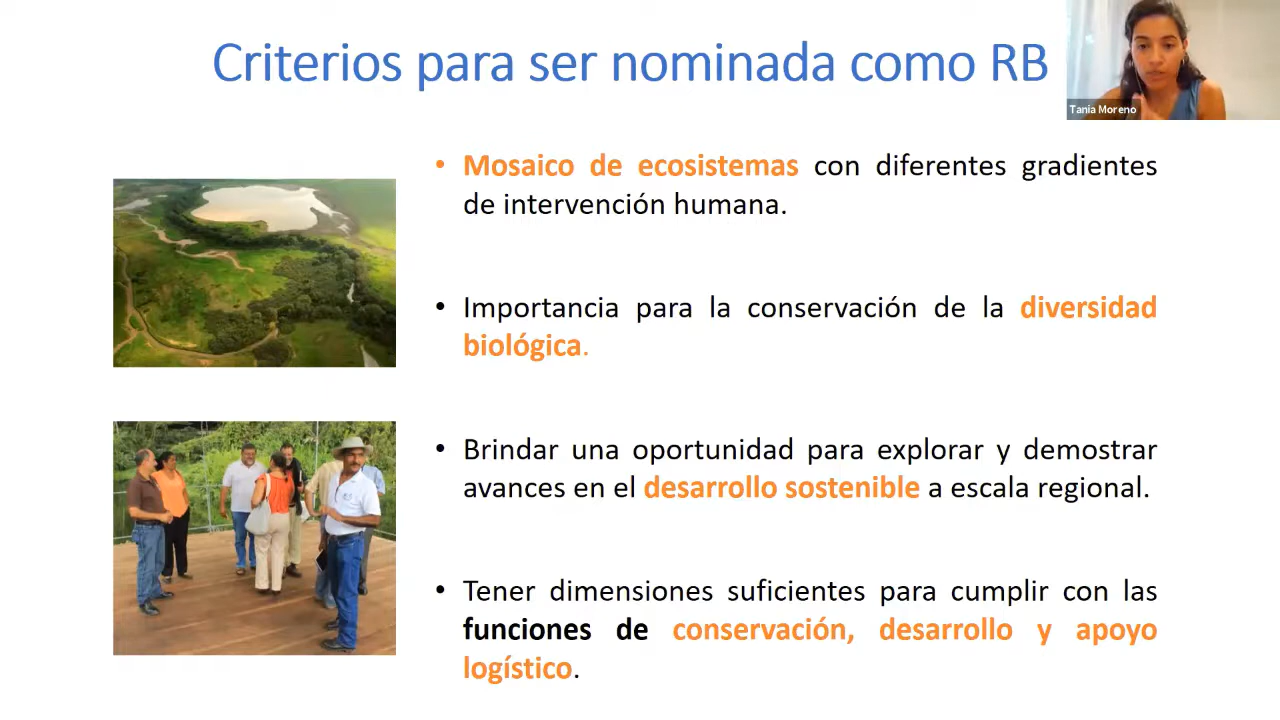 Criterios para ser nominada como RB
Tania Moreno
• Mosaico de ecosistemas con diferentes gradientes
de intervención humana.
• Importancia para la conservación de la diversidad
biológica.
• Brindar una oportunidad para explorar y demostrar
avances en el desarrollo sostenible a escala regional.
• Tener dimensiones suficientes para cumplir con las
funciones de conservación, desarrollo y apoyo
logístico.